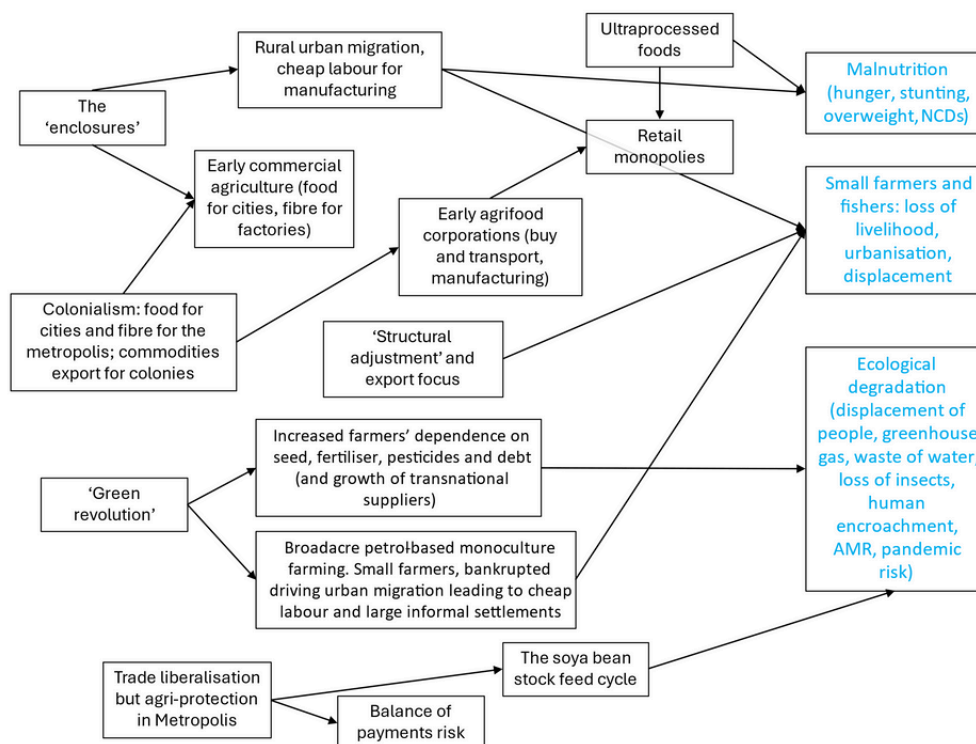 Ultraprocessed
foods
Rural urban migration,
cheap labour for
manufacturing
Malnutrition
(hunger, stunting,
overweight, NCDs)
The
‘enclosures’
Retail
monopolies
Early commercial
agriculture (food
for cities, fibre for
factories)
Small farmers and
fishers: loss of
livelihood,
urbanisation,
displacement
Early agrifood
corporations (buy
and transport,
manufacturing)
Colonialism: food for
cities and fibre for the
metropolis; commodities
export for colonies
‘Structural
adjustment’ and
export focus
Ecological
degradation
(displacement of
people, greenhouse
gas, waste of water,
loss of insects,
human
encroachment,
AMR, pandemic
risk)
Increased farmers’ dependence on
seed, fertiliser, pesticides and debt
(and growth of transnational
suppliers)
‘Green
revolution’
Broadacre petrol-based monoculture
farming. Small farmers, bankrupted
driving urban migration leading to cheap
labour and large informal settlements
The soya bean
stock feed cycle
Trade liberalisation
but agri-protection
in Metropolis
Balance of
payments risk